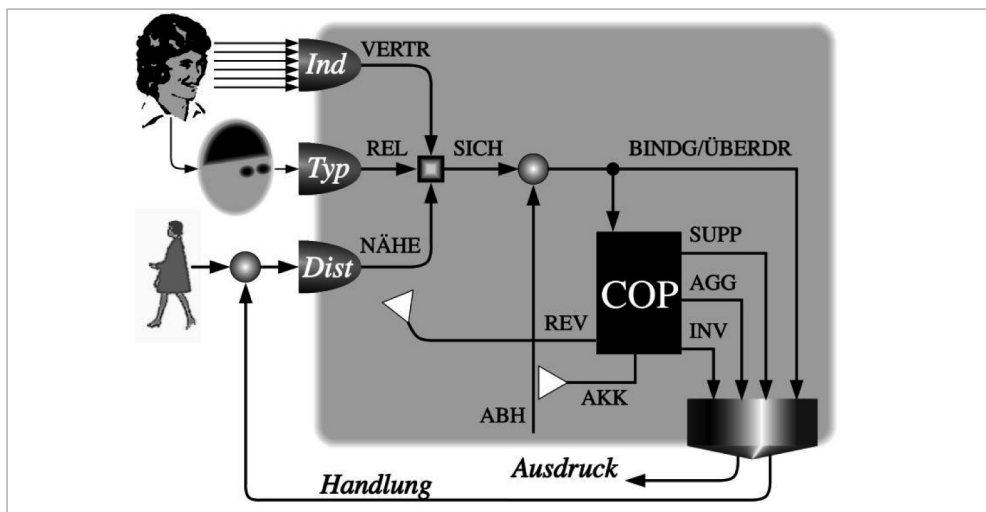 Ind
VERTR
Typ
REL
SICH
BINDG/ÜBERDR
Dist
NÄHE
COP
SUPP
AGG
INV
REV
AKK
ABH
Ausdruck
Handlung